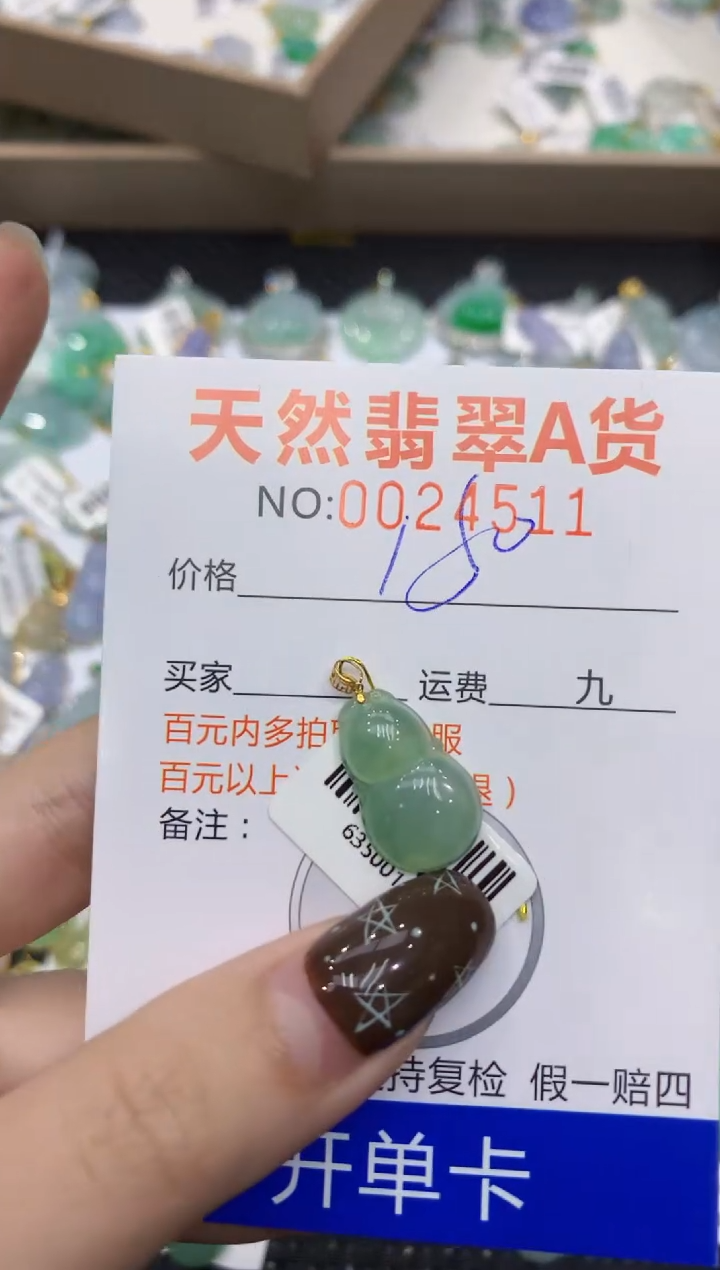 天然翡翠A货
NO:0024511
价格 180
买家 运费 九
百元内多拍 服
百元以上 退）
备注：
635001
持复检 假一赔四
开单卡